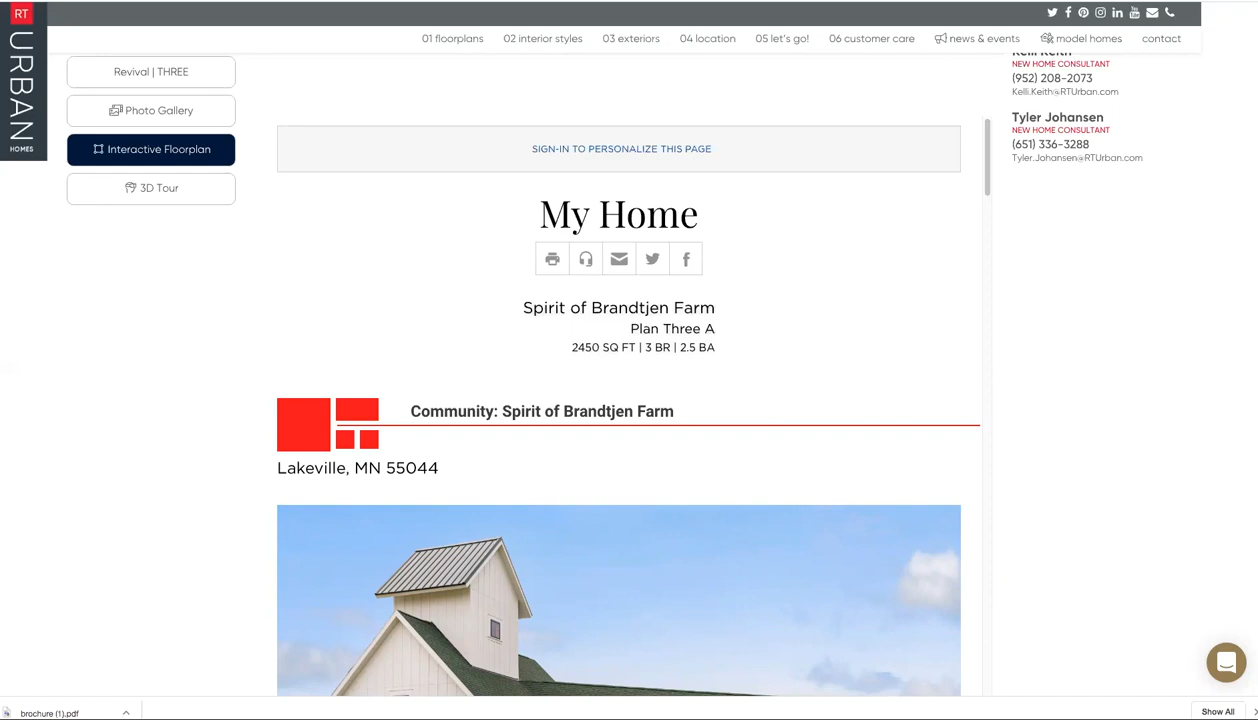 RT
URBAN
HOMES
01 floorplans 02 interior styles 03 exteriors 04 location 05 let's go! 06 customer care news & events model homes contact
Revival | THREE
Photo Gallery
Interactive Floorplan
3D Tour
SIGN-IN TO PERSONALIZE THIS PAGE
My Home
Spirit of Brandtjen Farm
Plan Three A
2450 SQ FT | 3 BR | 2.5 BA
Community: Spirit of Brandtjen Farm
Lakeville, MN 55044
Kelli Keith
NEW HOME CONSULTANT
(952) 208-2073
Kelli.Keith@RTUrban.com
Tyler Johansen
NEW HOME CONSULTANT
(651) 336-3288
Tyler.Johansen@RTUrban.com
brochure (1).pdf
Show All